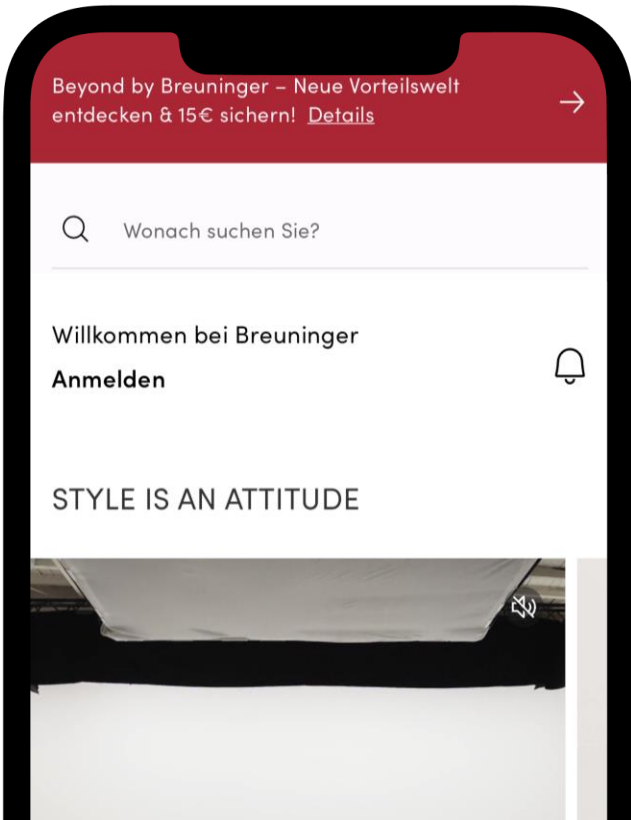 Beyond by Breuninger – Neue Vorteilswelt
entdecken & 15€ sichern! Details
Wonach suchen Sie?
Willkommen bei Breuninger
Anmelden
STYLE IS AN ATTITUDE